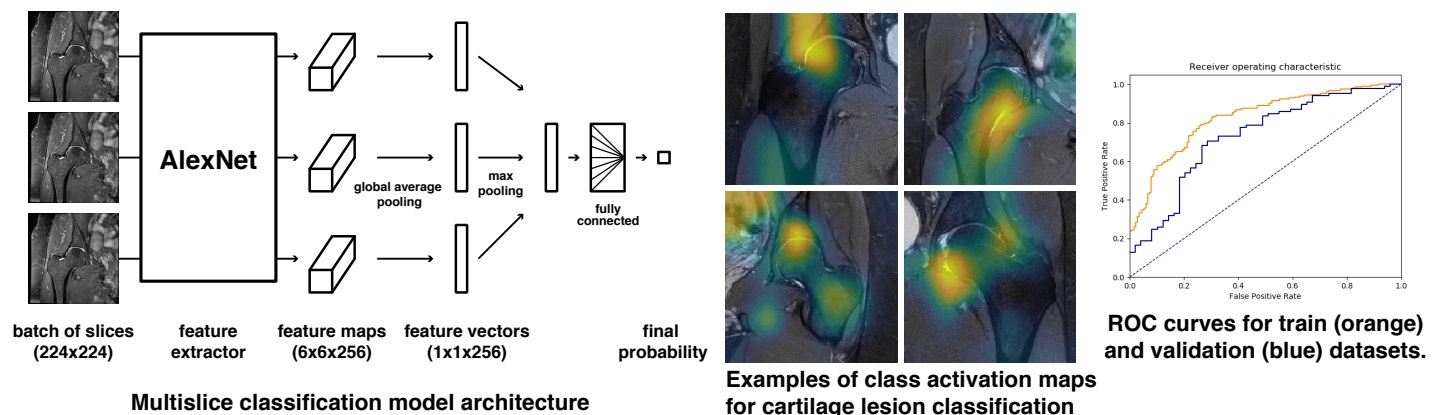 AlexNet
global average
pooling
max
pooling
fully
connected
batch of slices
(224x224)
feature
extractor
feature maps
(6x6x256)
feature vectors
(1x1x256)
final
probability
Multislice classification model architecture
Examples of class activation maps
for cartilage lesion classification
Receiver operating characteristic
True Positive Rate
1.0
0.8
0.6
0.4
0.2
0.0
0.0
0.2
0.4
0.6
0.8
1.0
False Positive Rate
ROC curves for train (orange)
and validation (blue) datasets.